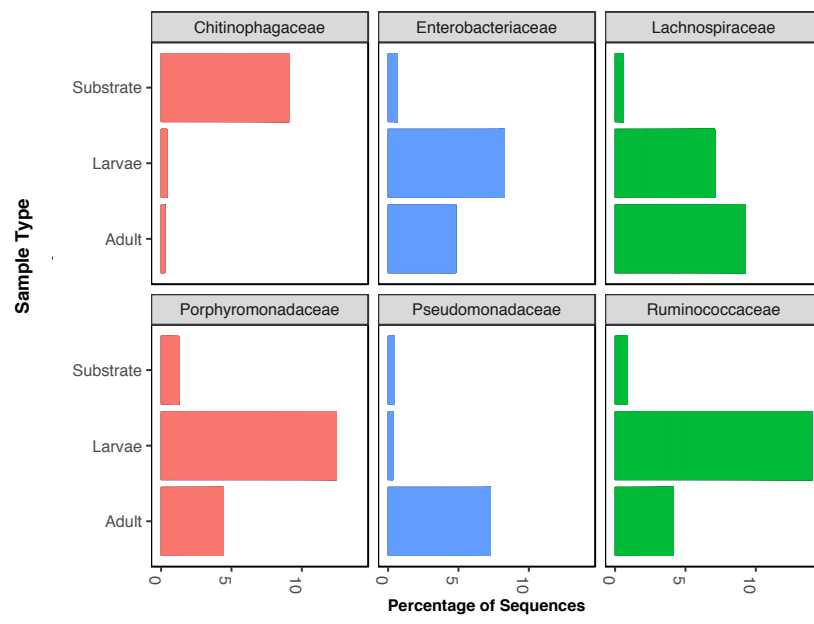 Chitinophagaceae Enterobacteriaceae Lachnospiraceae
Substrate
Larvae
Adult
Sample Type
Porphyromonadaceae Pseudomonadaceae Ruminococcaceae
Substrate
Larvae
Adult
0 5 10 0 5 10 0 5 10
Percentage of Sequences